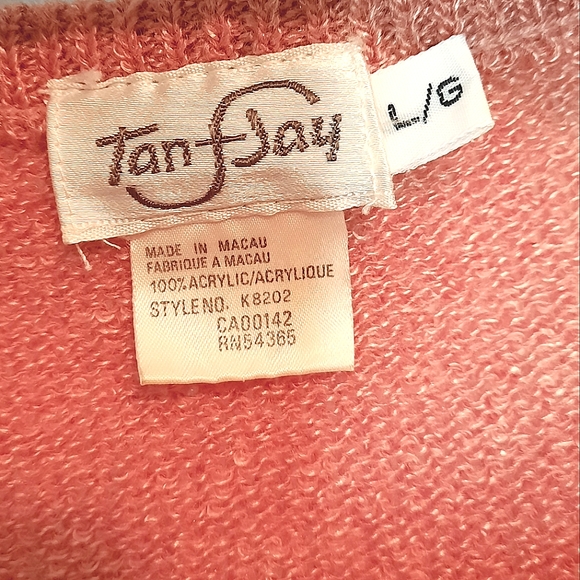 Tan Jay
L/G
MADE IN MACAU
FABRIQUE A MACAU
100% ACRYLIC/ACRYLIQUE
STYLE NO. K8202
CA00142
RN54365